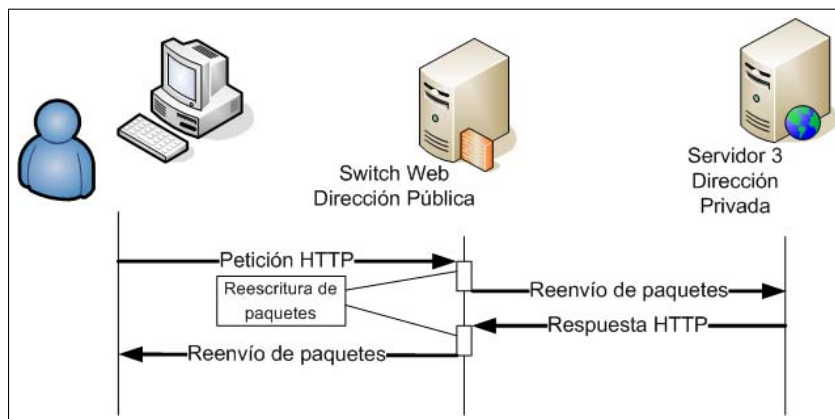 Switch Web
Dirección Pública
Servidor 3
Dirección
Privada
Petición HTTP
Reescritura de
paquetes
Reenvío de paquetes
Respuesta HTTP
Reenvío de paquetes